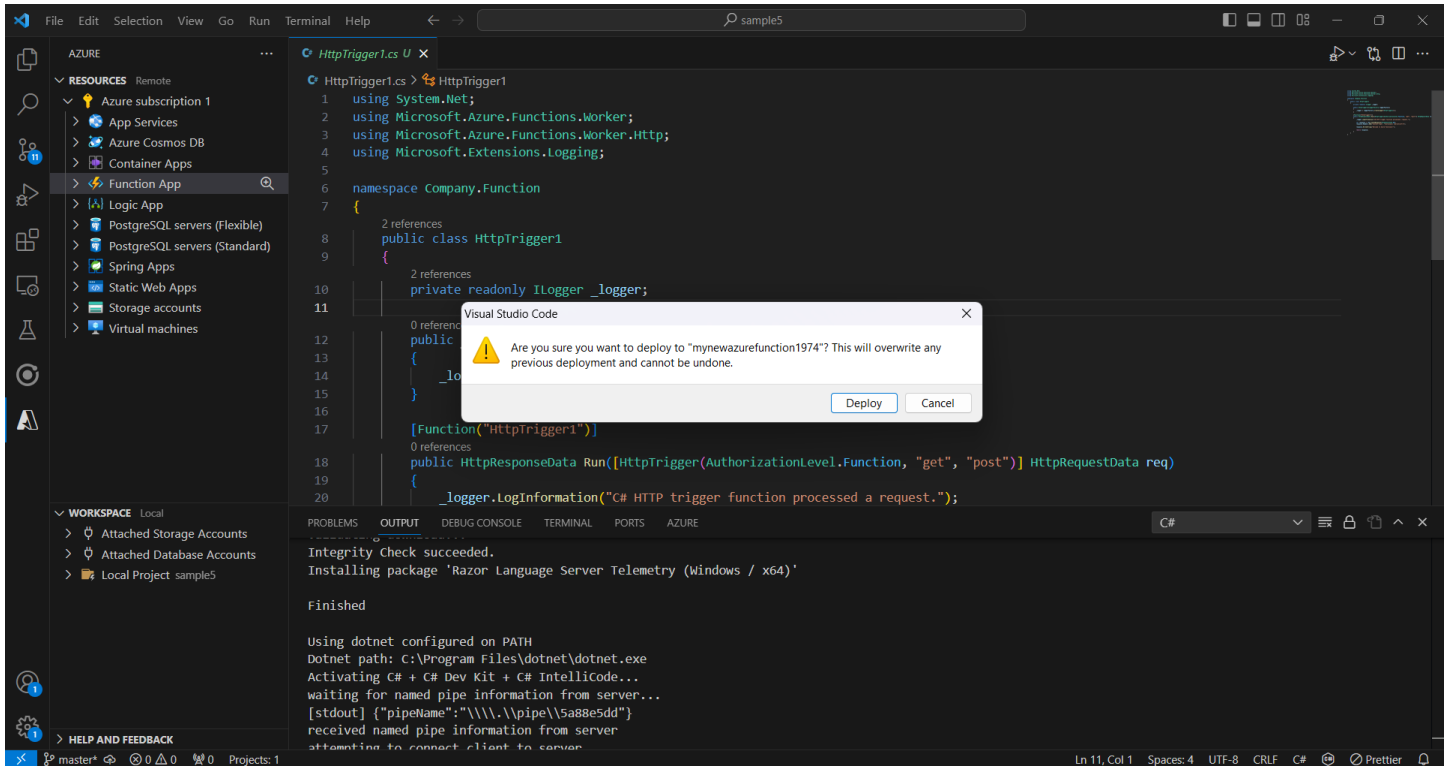 File Edit Selection View Go Run Terminal Help
sample5
AZURE
RESOURCES Remote
Azure subscription 1
App Services
Azure Cosmos DB
Container Apps
Function App
Logic App
PostgreSQL servers (Flexible)
PostgreSQL servers (Standard)
Spring Apps
Static Web Apps
Storage accounts
Virtual machines
11
WORKSPACE Local
Attached Storage Accounts
Attached Database Accounts
Local Project sample5
HELP AND FEEDBACK
1
1
C# HttpTrigger1.cs U
C# HttpTrigger1.cs > HttpTrigger1
1 using System.Net;
2 using Microsoft.Azure.Functions.Worker;
3 using Microsoft.Azure.Functions.Worker.Http;
4 using Microsoft.Extensions.Logging;
5
6 namespace Company.Function
7 {
2 references
8 public class HttpTrigger1
9 {
2 references
10 private readonly ILogger _logger;
11
0 referenc
12 public
13 {
14 _lo
15 }
16
17 [Function("HttpTrigger1")]
0 references
18 public HttpResponseData Run([HttpTrigger(AuthorizationLevel.Function, "get", "post")] HttpRequestData req)
19 {
20 _logger.LogInformation("C# HTTP trigger function processed a request.");
Visual Studio Code
Are you sure you want to deploy to "mynewazurefunction1974"? This will overwrite any
previous deployment and cannot be undone.
Deploy Cancel
PROBLEMS OUTPUT DEBUG CONSOLE TERMINAL PORTS AZURE
C#
Integrity Check succeeded.
Installing package 'Razor Language Server Telemetry (Windows / x64)'
Finished
Using dotnet configured on PATH
Dotnet path: C:\Program Files\dotnet\dotnet.exe
Activating C# + C# Dev Kit + C# IntelliCode...
waiting for named pipe information from server...
[stdout] {"pipeName":"\\\\.\\pipe\\5a88e5dd"}
received named pipe information from server
attempting to connect client to server
master* 0 0 0 Projects: 1
Ln 11, Col 1 Spaces: 4 UTF-8 CRLF C# Prettier